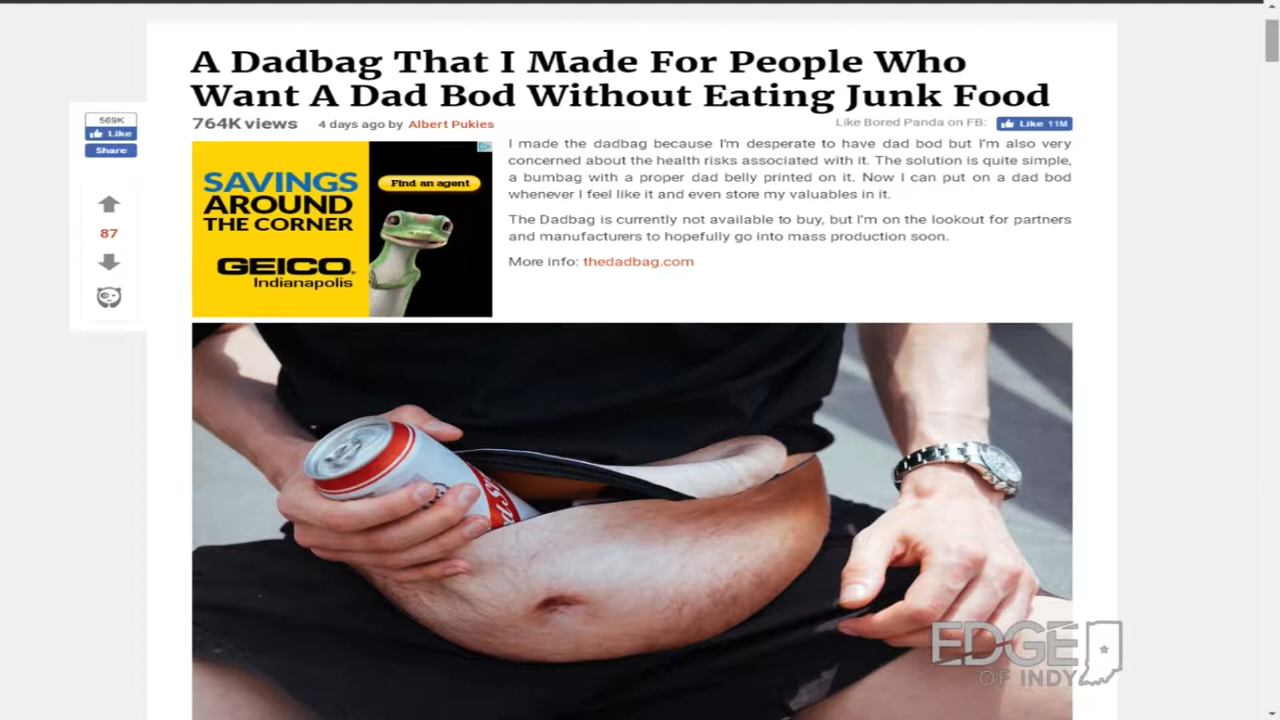 A Dadbag That I Made For People Who
Want A Dad Bod Without Eating Junk Food
764K views 4 days ago by Albert Pukies
Like Bored Panda on FB: Like 11M
569K
Like
Share
87
SAVINGS
AROUND
THE CORNER
GEICO.
Indianapolis
Find an agent
I made the dadbag because I'm desperate to have dad bod but I'm also very
concerned about the health risks associated with it. The solution is quite simple,
a bumbag with a proper dad belly printed on it. Now I can put on a dad bod
whenever I feel like it and even store my valuables in it.
The Dadbag is currently not available to buy, but I'm on the lookout for partners
and manufacturers to hopefully go into mass production soon.
More info: thedadbag.com
EDGE
OF INDY